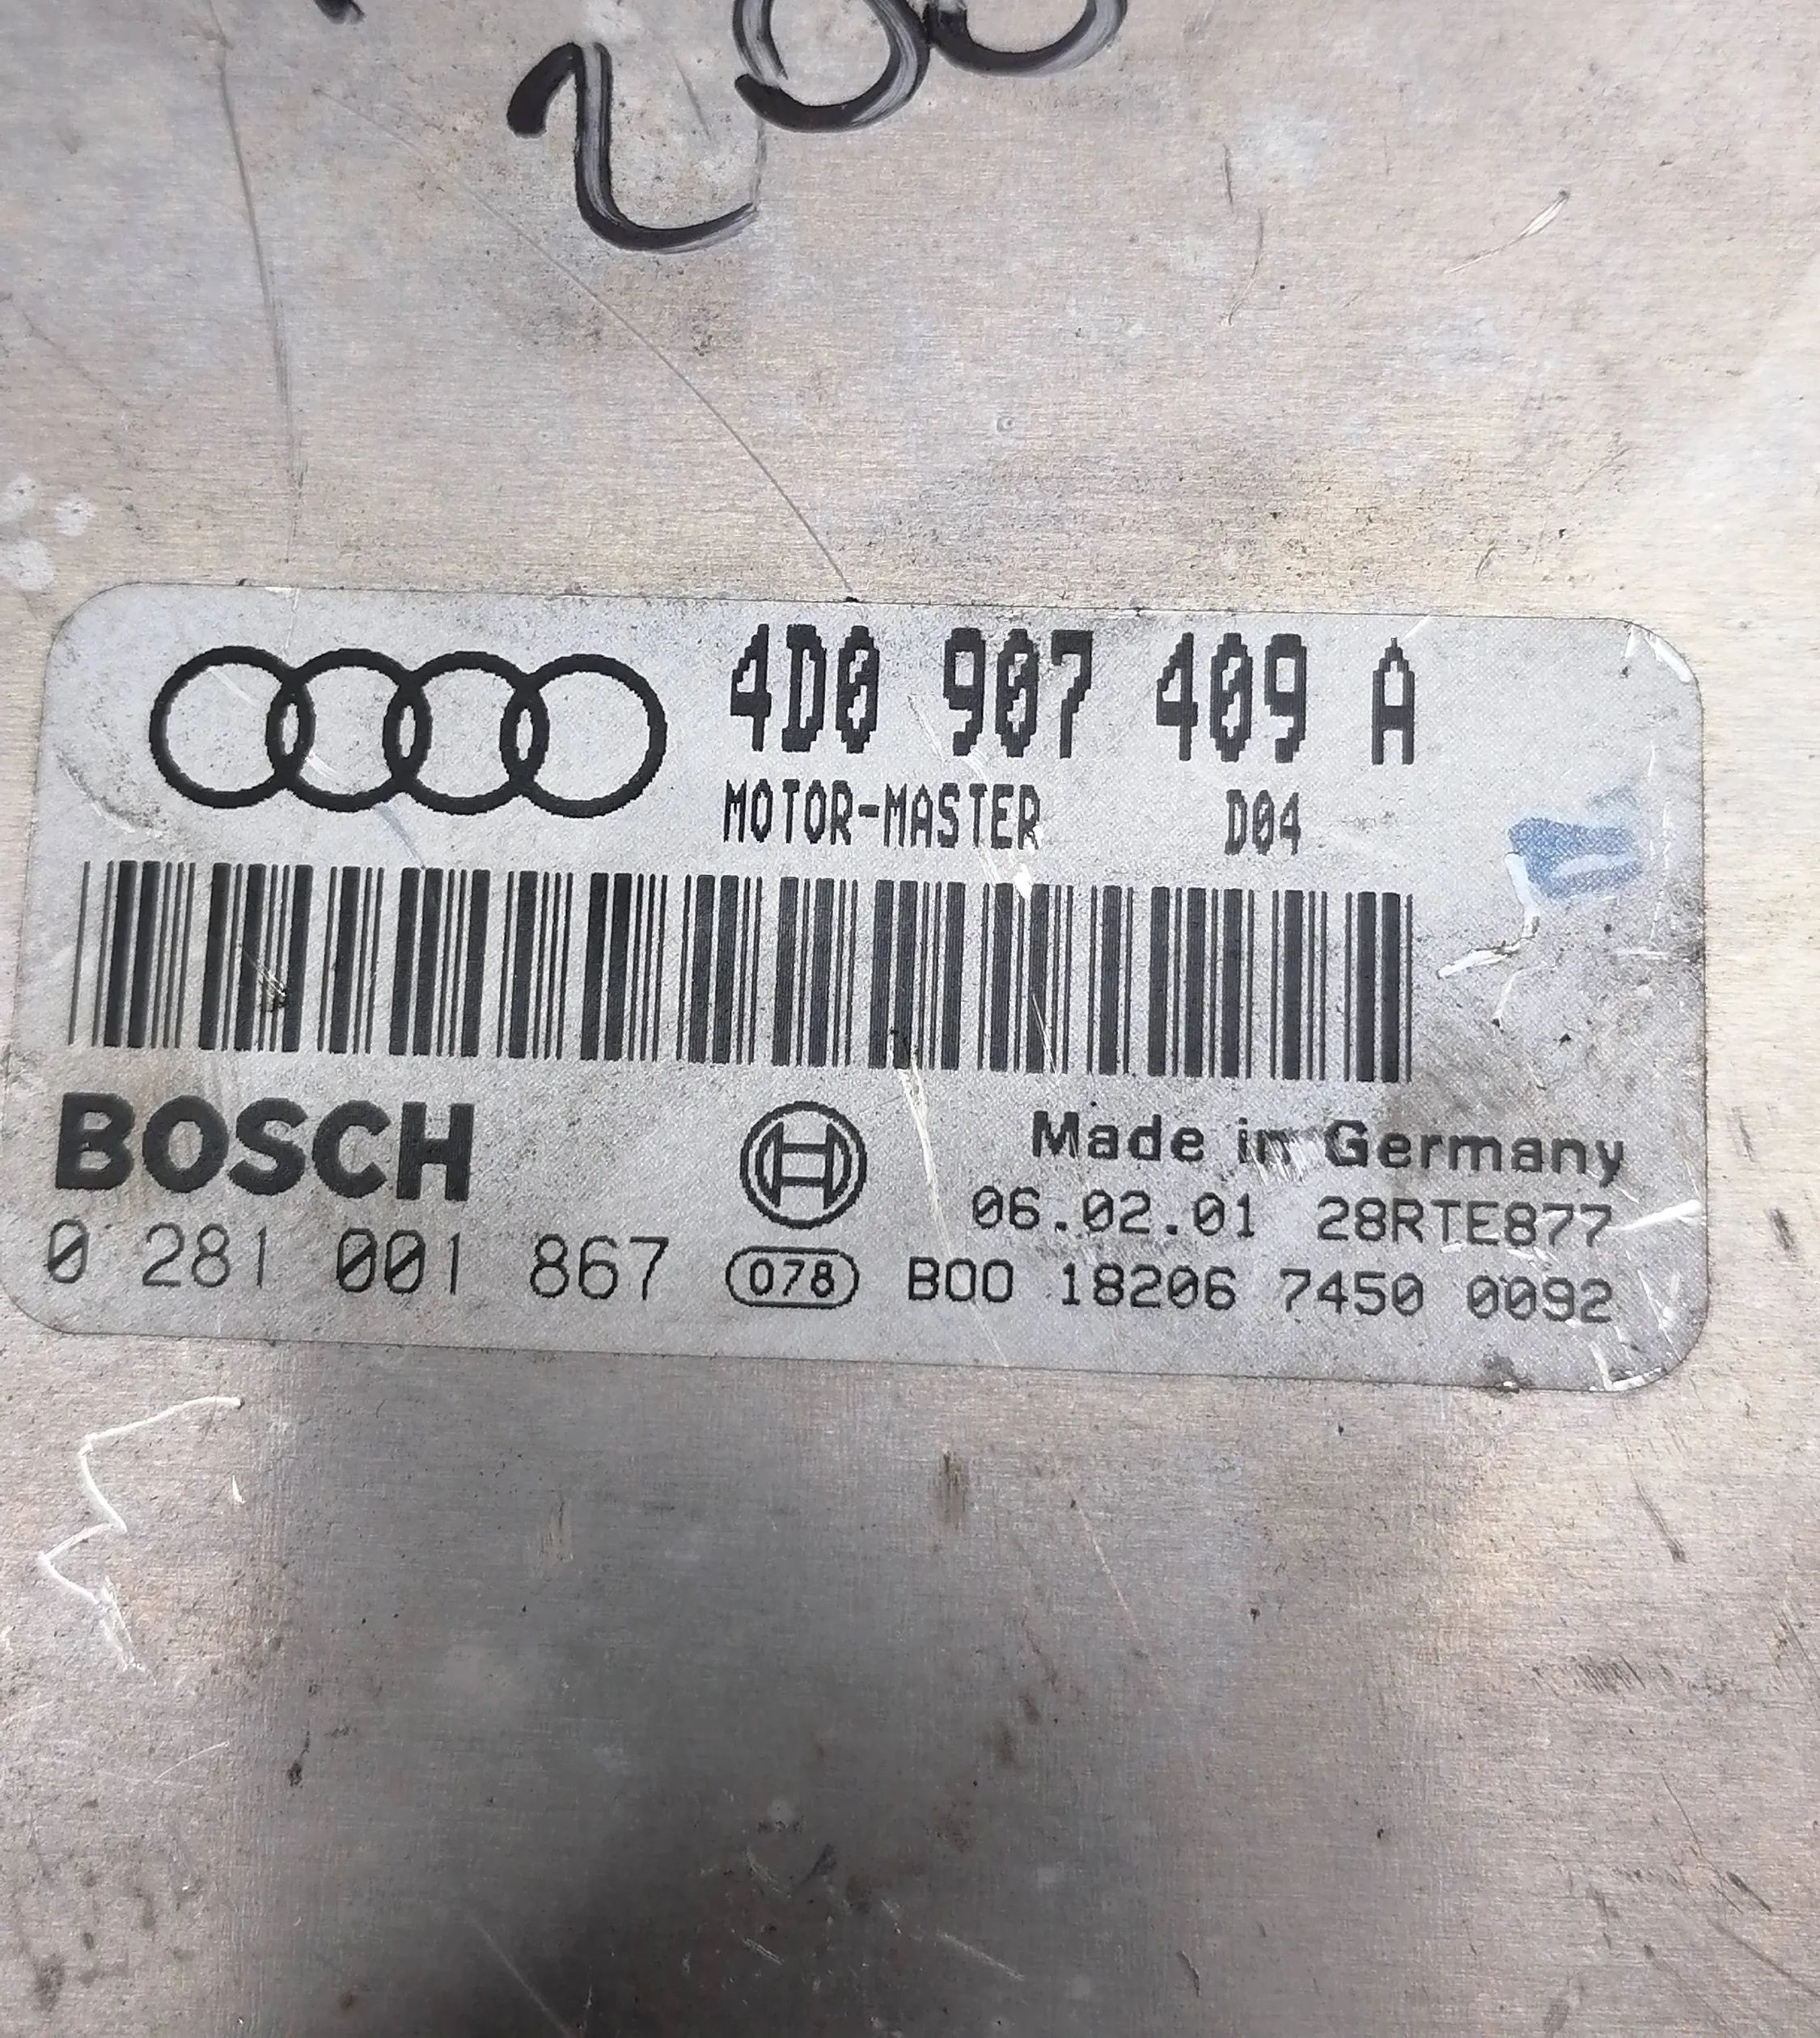 4D0 907 409 A
MOTOR-MASTER D04
BOSCH
Made in Germany
06.02.01 28RTE877
0 281 001 867 078 B00 18206 7450 0092